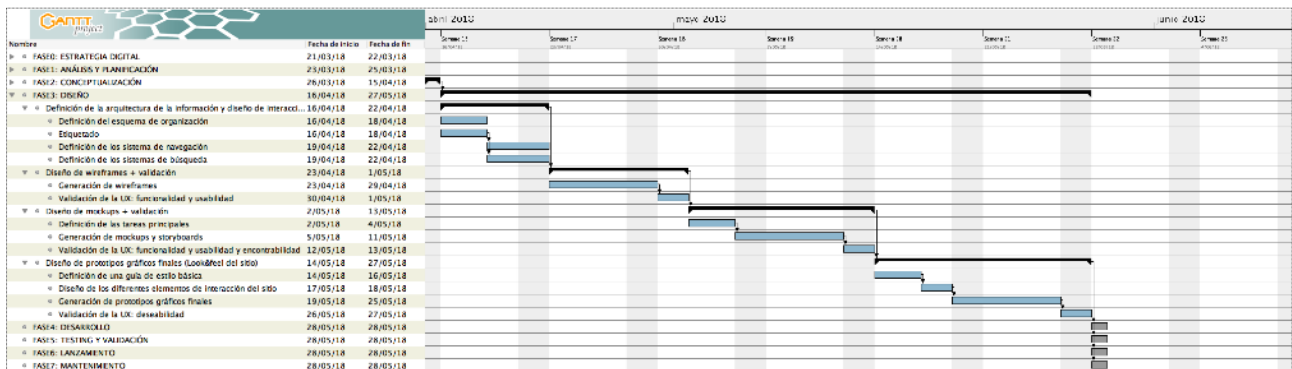 GANTT project
abril 2018 mayo 2018 junio 2018
Nombre Fecha de inicio Fecha de fin Semana 17 Semana 18 Semana 22
FASE0: ESTRATEGIA DIGITAL 21/03/18 22/03/18
FASE1: ANÁLISIS Y PLANIFICACIÓN 23/03/18 25/03/18
FASE2: CONCEPTUALIZACIÓN 26/03/18 15/04/18
FASE3: DISEÑO 16/04/18 27/05/18
Definición de la arquitectura de la información y diseño de interacci... 16/04/18 22/04/18
Definición del esquema de organización 16/04/18 18/04/18
Etiquetado 16/04/18 18/04/18
Definición de los sistema de navegación 19/04/18 22/04/18
Definición de los sistemas de búsqueda 19/04/18 22/04/18
Diseño de wireframes + validación 23/04/18 1/05/18
Generación de wireframes 23/04/18 29/04/18
Validación de la UX: funcionalidad y usabilidad 30/04/18 1/05/18
Diseño de mockups + validación 2/05/18 13/05/18
Definición de las tareas principales 2/05/18 4/05/18
Generación de mockups y storyboards 5/05/18 11/05/18
Validación de la UX: funcionalidad y usabilidad y encontrabilidad 12/05/18 13/05/18
Diseño de prototipos gráficos finales (Look&feel del sitio) 14/05/18 27/05/18
Definición de una guía de estilo básica 14/05/18 16/05/18
Diseño de los diferentes elementos de interacción del sitio 17/05/18 18/05/18
Generación de prototipos gráficos finales 19/05/18 25/05/18
Validación de la UX: deseabilidad 26/05/18 27/05/18
FASE4: DESARROLLO 28/05/18 28/05/18
FASE5: TESTING Y VALIDACIÓN 28/05/18 28/05/18
FASE6: LANZAMIENTO 28/05/18 28/05/18
FASE7: MANTENIMIENTO 28/05/18 28/05/18